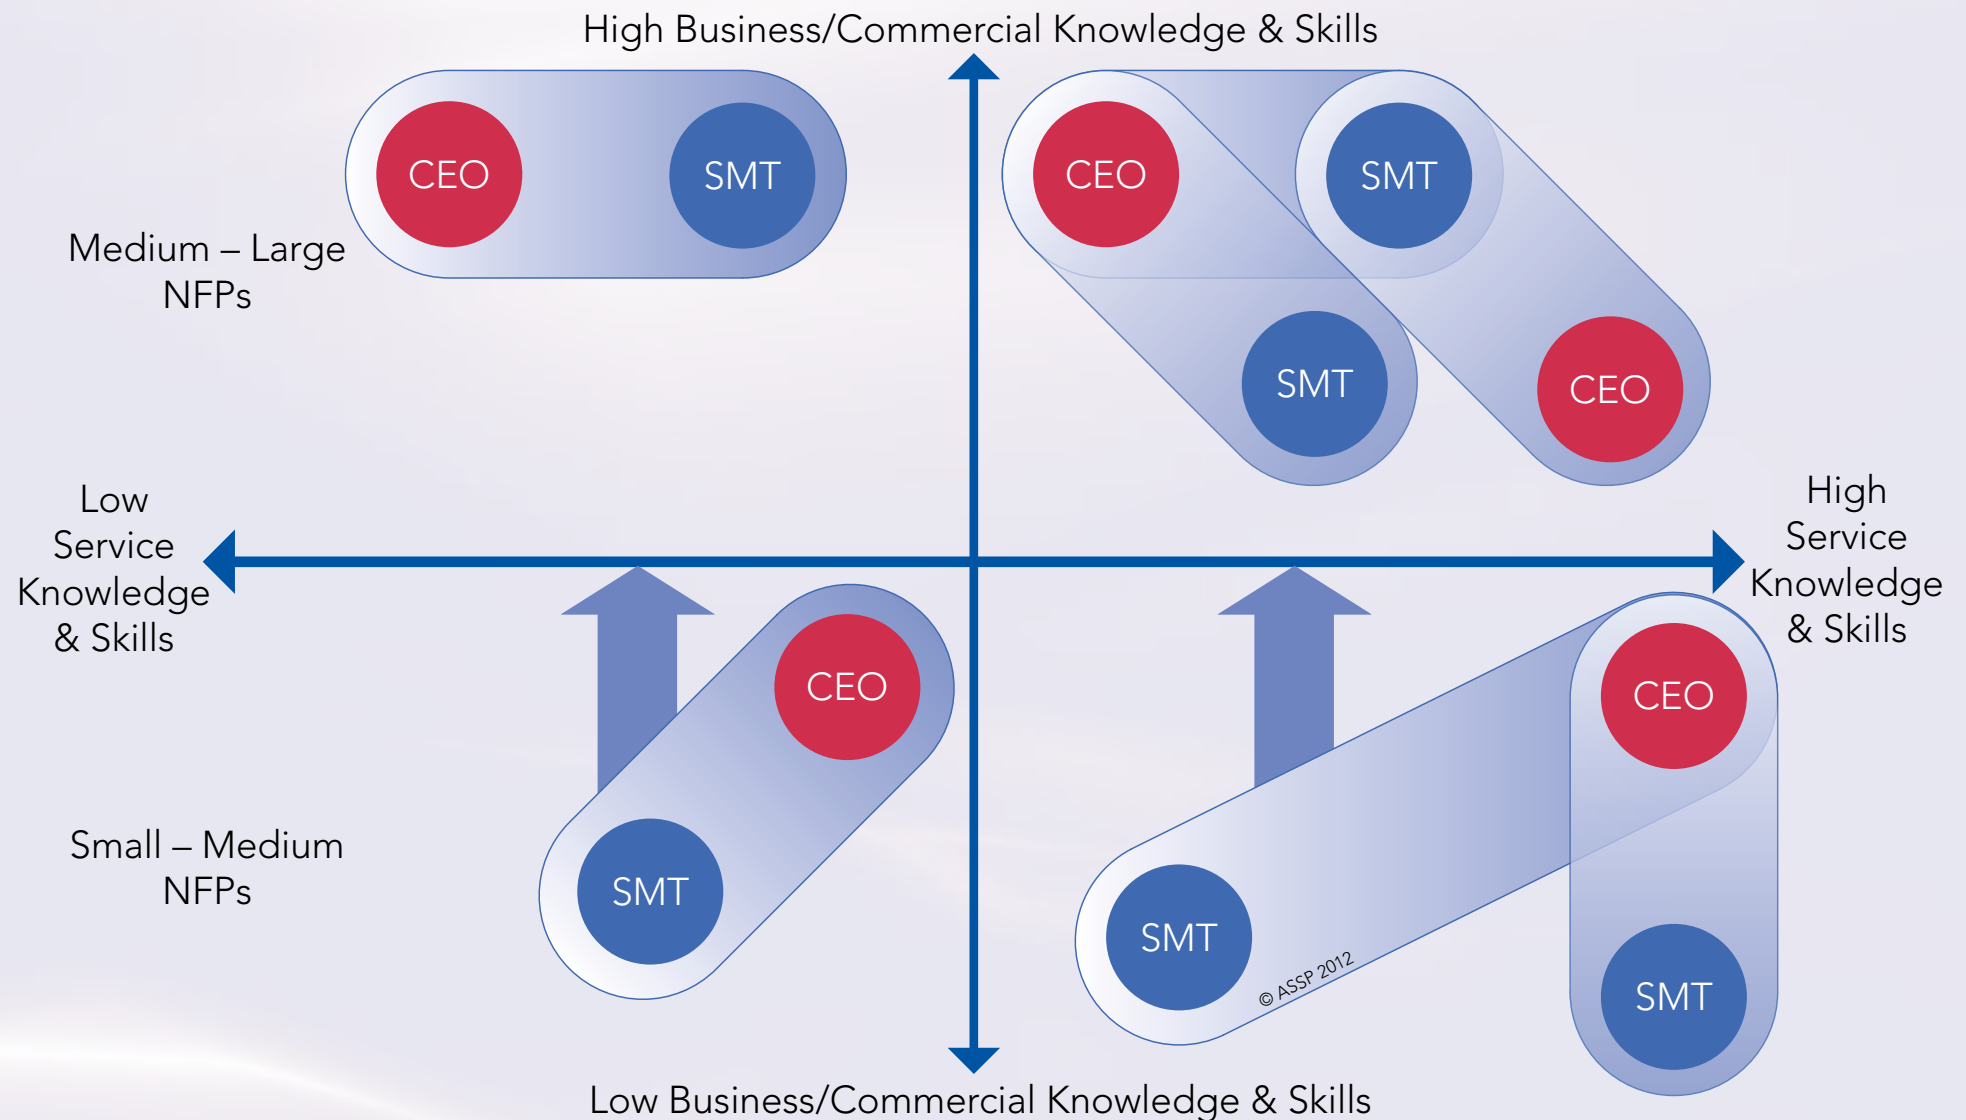 High Business/Commercial Knowledge & Skills
CEO
SMT
CEO
SMT
Medium – Large
NFPs
SMT
CEO
Low
Service
Knowledge
& Skills
High
Service
Knowledge
& Skills
CEO
CEO
Small – Medium
NFPs
SMT
SMT
© ASSP 2012
SMT
Low Business/Commercial Knowledge & Skills